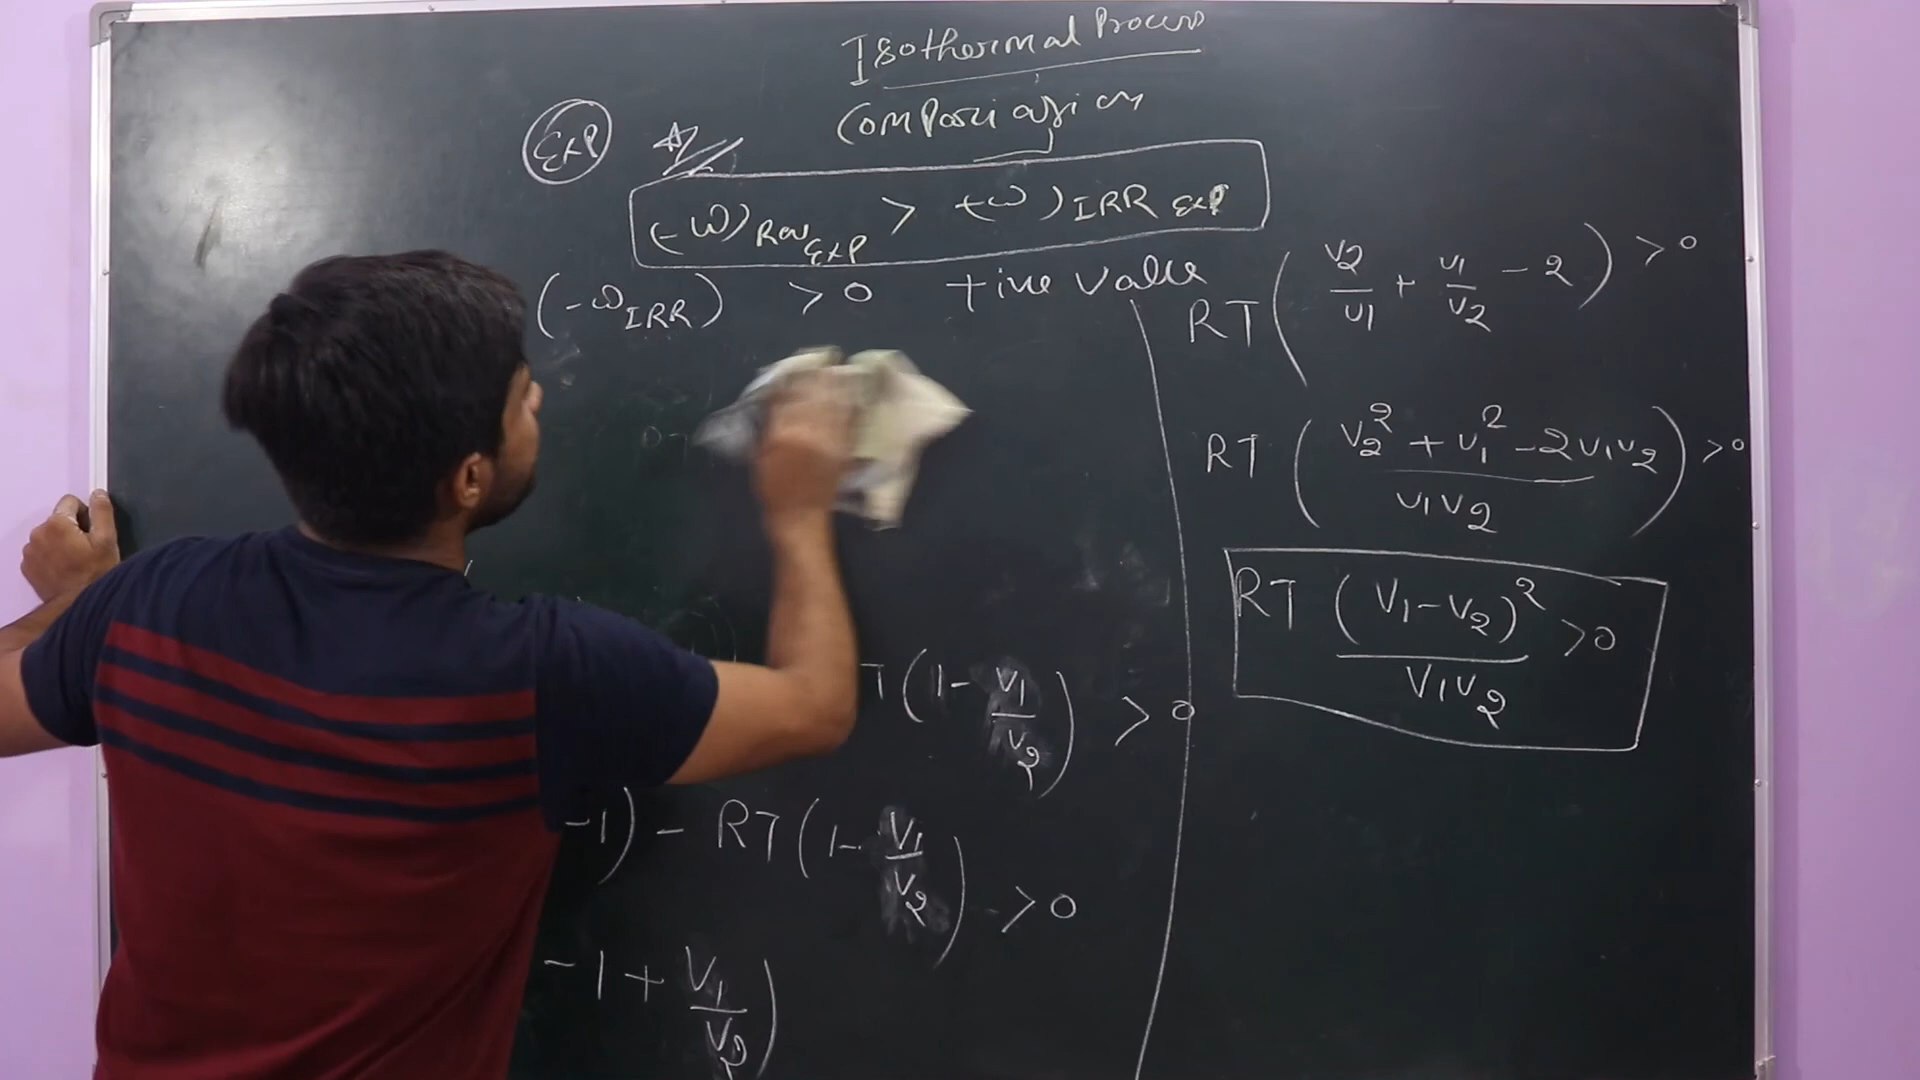 Isothermal Process
Compariasion
EXP
(-W)Rev EXP > (-W)IRR EXP
(-WIRR) > 0 +ive value
T(1 - V1/V2) > 0
-1) - RT(1 - V1/V2) > 0
-1 + V1/V2)
RT(V2/V1 + V1/V2 - 2) > 0
RT(V2² + V1² - 2V1V2 / V1V2) > 0
RT (V1 - V2)² / V1V2 > 0